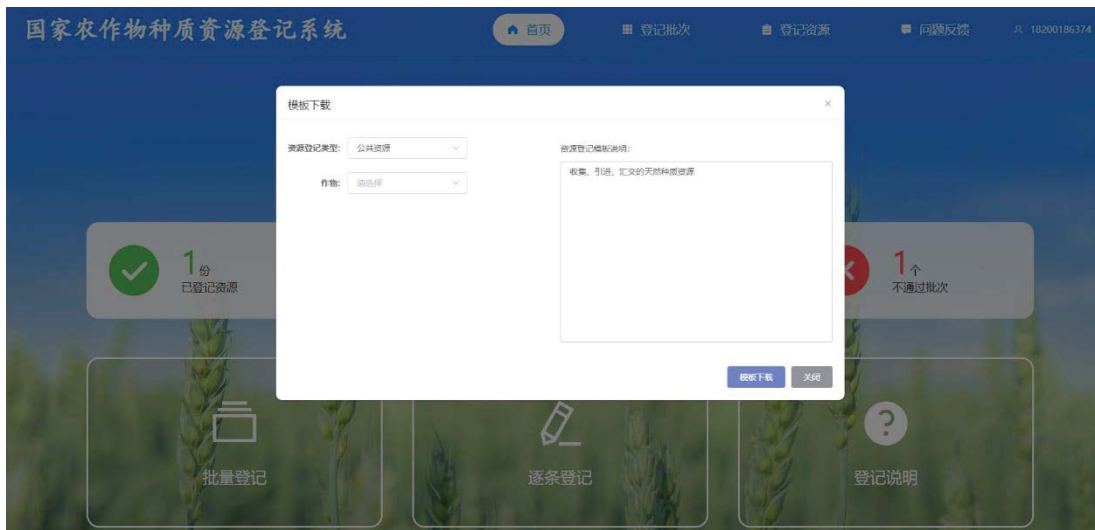 国家农作物种质资源登记系统
首页
登记批次
登记资源
问题反馈
18200186374
模板下载
×
资源登记类型:
公共资源
资源登记模板说明:
作物:
请选择
收集、引进、汇交的天然种质资源
1份
已登记资源
1个
不通过批次
模板下载
关闭
?
批量登记
逐条登记
登记说明